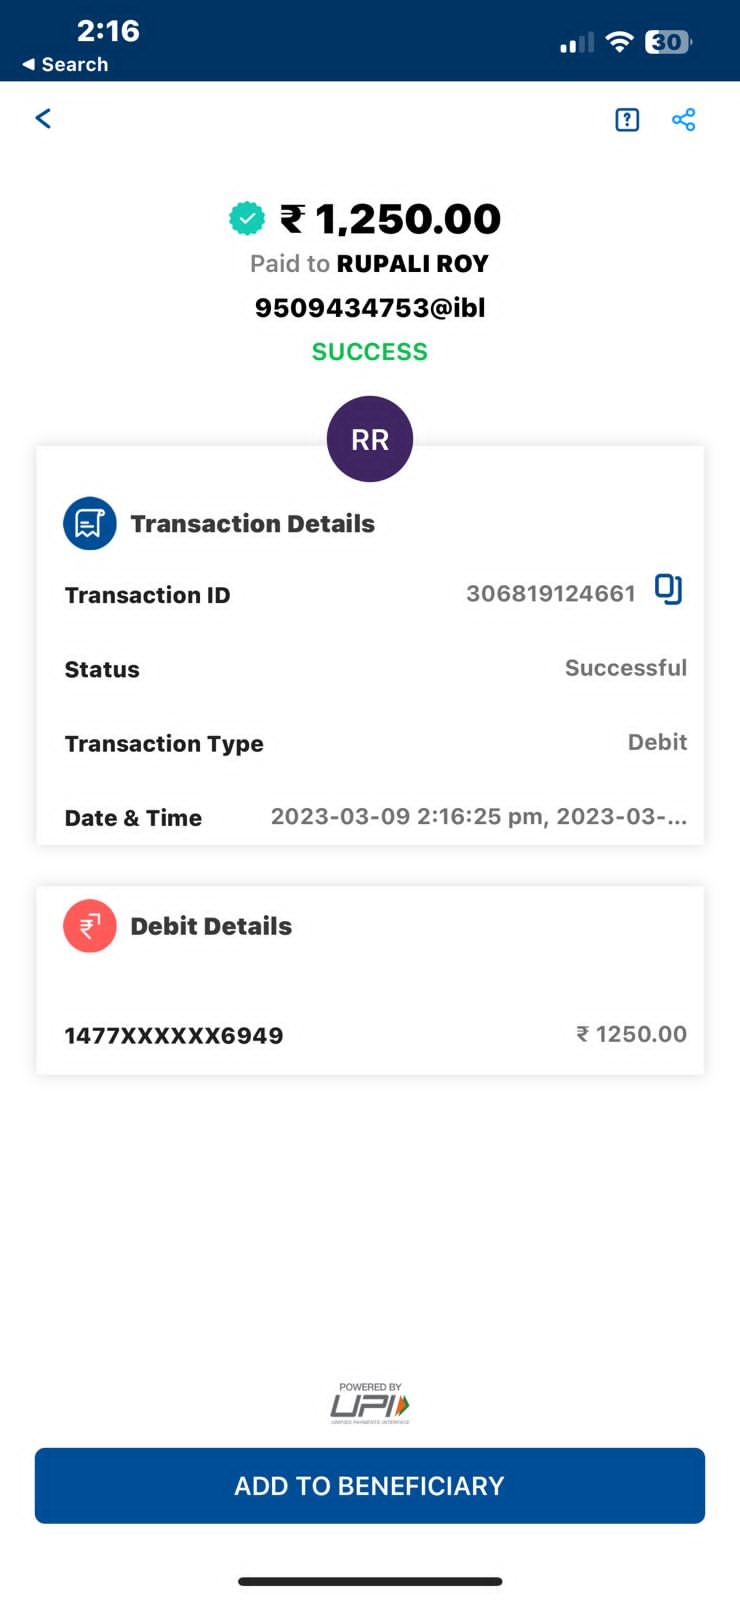 2:16
30
◀ Search
₹ 1,250.00
Paid to RUPALI ROY
9509434753@ibl
SUCCESS
RR
Transaction Details
Transaction ID 306819124661
Status Successful
Transaction Type Debit
Date & Time 2023-03-09 2:16:25 pm, 2023-03-...
Debit Details
1477XXXXXX6949 ₹ 1250.00
POWERED BY
UPI
UNIFIED PAYMENTS INTERFACE
ADD TO BENEFICIARY